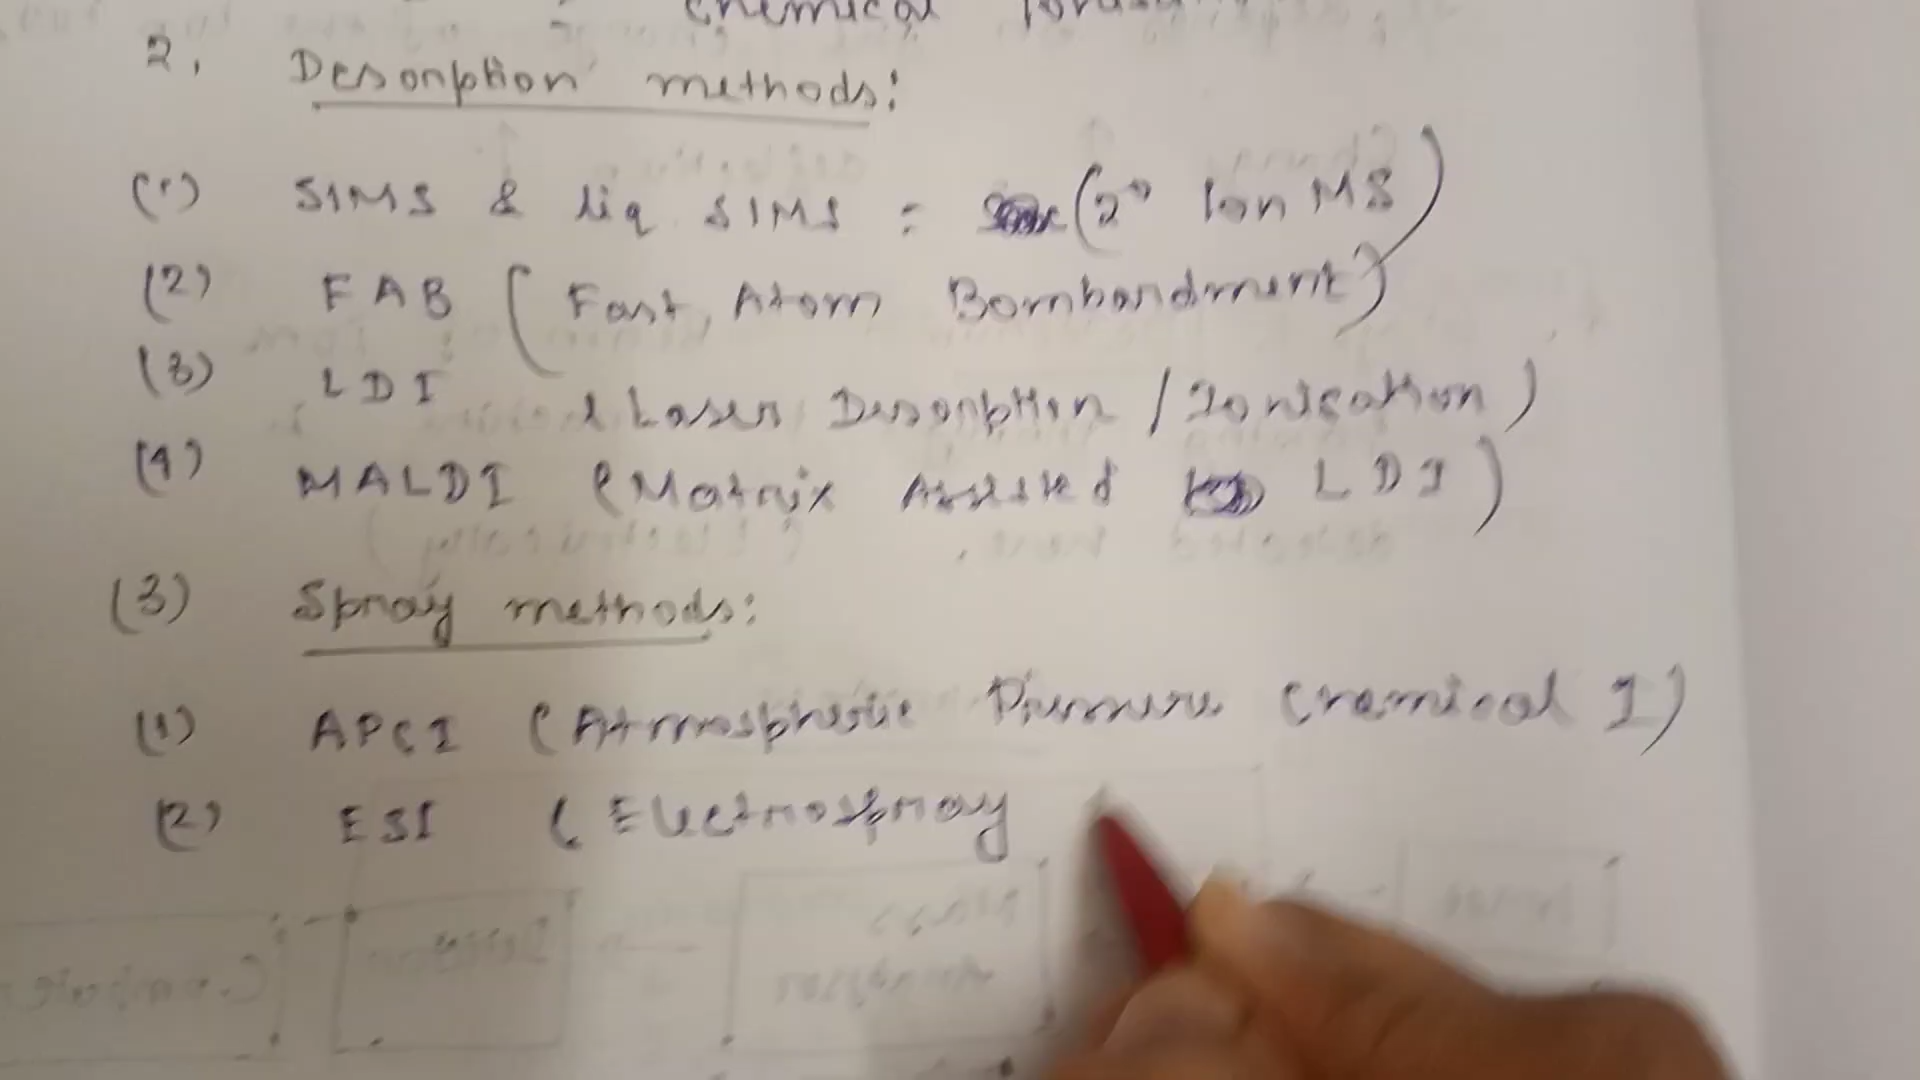 chemical
2. Desorption methods:
(1) SIMS & liq SIMS = (2° Ion MS)
(2) FAB (Fast Atom Bombardment)
(3) LDI (Laser Desorption / Ionisation)
(4) MALDI (Matrix Assisted LDI)
(3) Spray methods:
(1) APCI (Atmospheric Pressure Chemical I)
(2) ESI (Electrospray